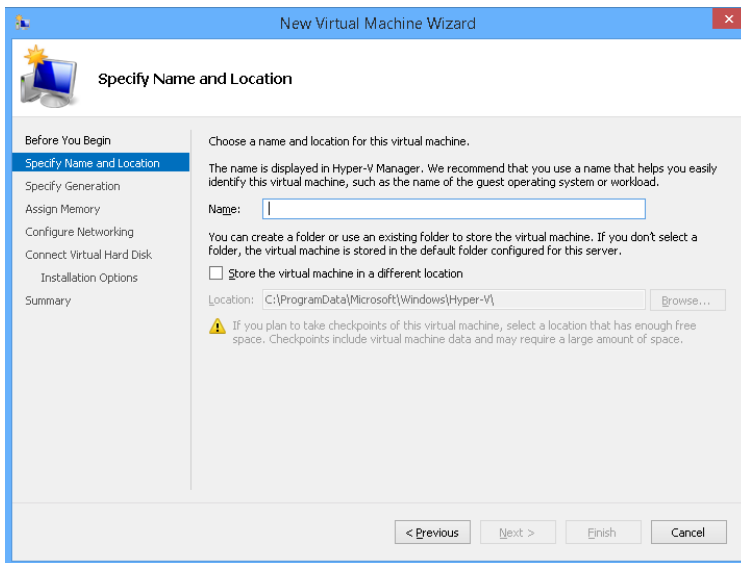 New Virtual Machine Wizard
Specify Name and Location
Before You Begin
Specify Name and Location
Specify Generation
Assign Memory
Configure Networking
Connect Virtual Hard Disk
Installation Options
Summary
Choose a name and location for this virtual machine.
The name is displayed in Hyper-V Manager. We recommend that you use a name that helps you easily
identify this virtual machine, such as the name of the guest operating system or workload.
Name:
You can create a folder or use an existing folder to store the virtual machine. If you don't select a
folder, the virtual machine is stored in the default folder configured for this server.
Store the virtual machine in a different location
Location: C:\ProgramData\Microsoft\Windows\Hyper-V\ Browse...
If you plan to take checkpoints of this virtual machine, select a location that has enough free
space. Checkpoints include virtual machine data and may require a large amount of space.
< Previous Next > Finish Cancel